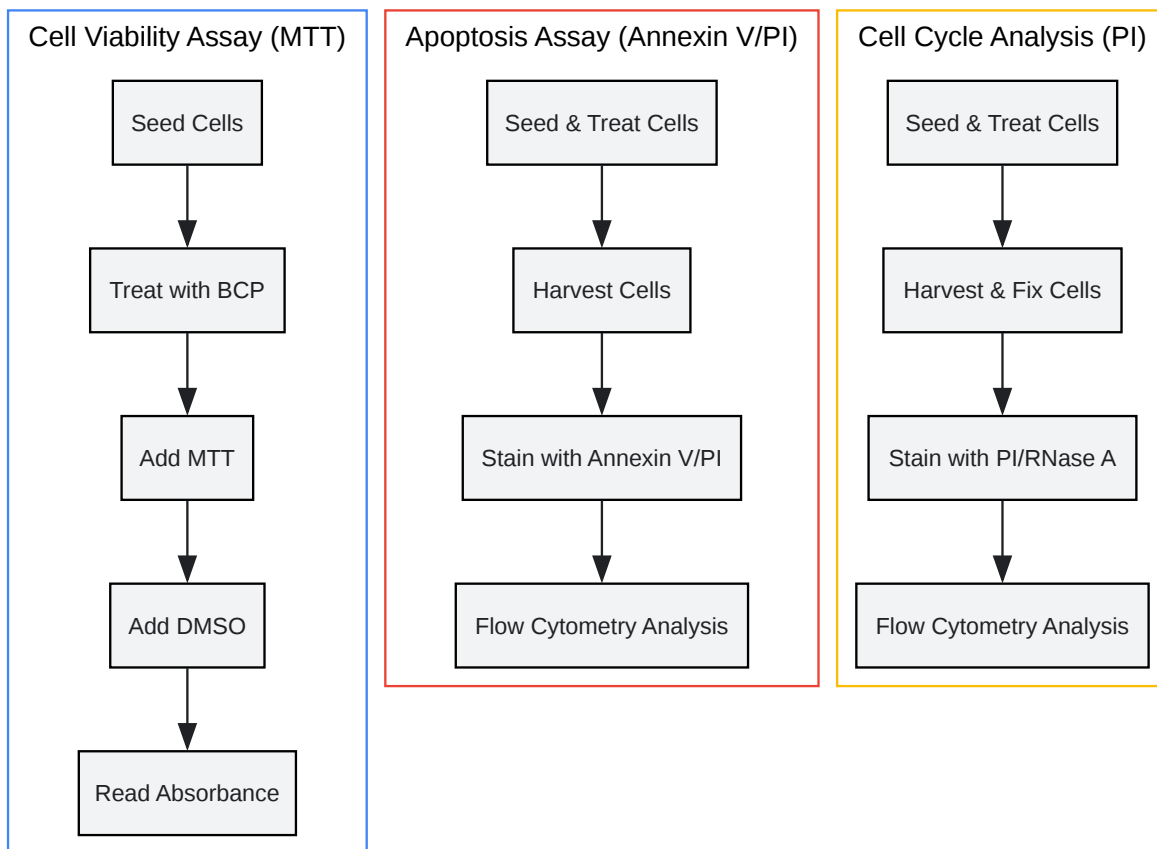 Cell Viability Assay (MTT)
Seed Cells
Treat with BCP
Add MTT
Add DMSO
Read Absorbance
Apoptosis Assay (Annexin V/PI)
Seed & Treat Cells
Harvest Cells
Stain with Annexin V/PI
Flow Cytometry Analysis
Cell Cycle Analysis (PI)
Seed & Treat Cells
Harvest & Fix Cells
Stain with PI/RNase A
Flow Cytometry Analysis